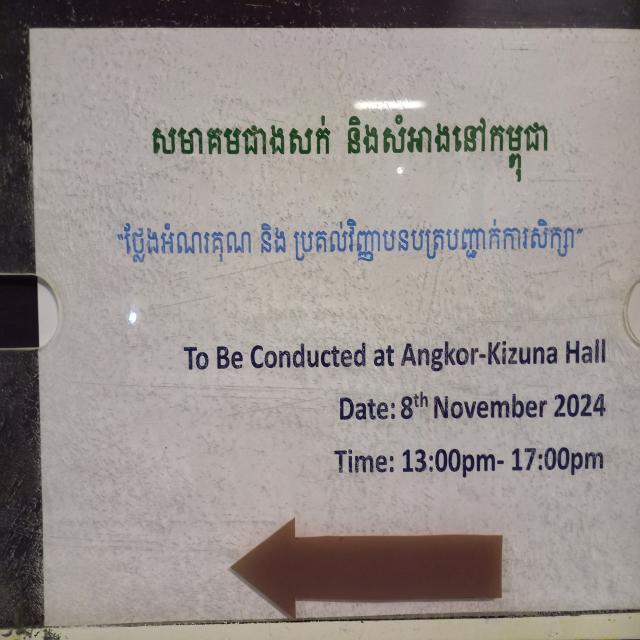 សមាគមជាងសក់ និងសំអាងនៅកម្ពុជា
"ថ្លែងអំណរគុណ និង ប្រគល់វិញ្ញាបនបត្របញ្ជាក់ការសិក្សា"
To Be Conducted at Angkor-Kizuna Hall
Date: 8th November 2024
Time: 13:00pm- 17:00pm